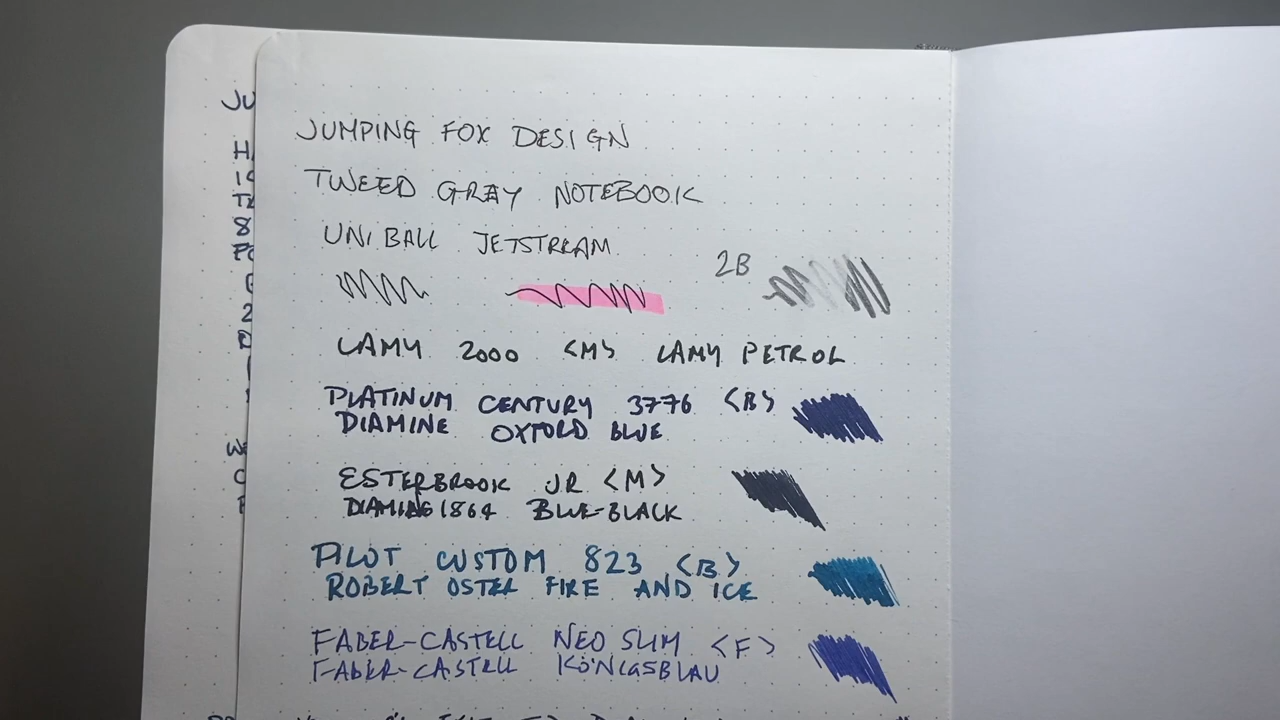 JUMPING FOX DESIGN
TWEED GRAY NOTEBOOK
UNIBALL JETSTREAM
2B
LAMY 2000 <M> LAMY PETROL
PLATINUM CENTURY 3776 <B>
DIAMINE OXFORD BLUE
ESTERBROOK JR <M>
DIAMINE 1864 BLUE-BLACK
PILOT CUSTOM 823 <B>
ROBERT OSTER FIRE AND ICE
FABER-CASTELL NEO SLIM <F>
FABER-CASTELL KÖNIGSBLAU